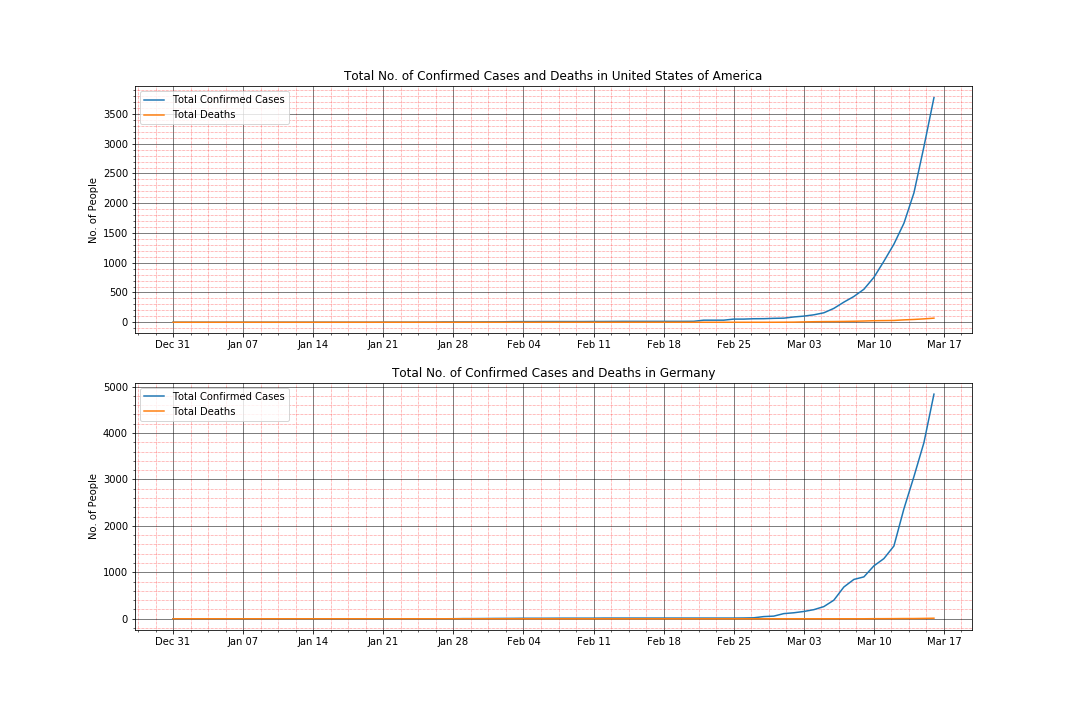 Total No. of Confirmed Cases and Deaths in United States of America
Total Confirmed Cases
Total Deaths
No. of People
3500
3000
2500
2000
1500
1000
500
0
Dec 31 Jan 07 Jan 14 Jan 21 Jan 28 Feb 04 Feb 11 Feb 18 Feb 25 Mar 03 Mar 10 Mar 17
Total No. of Confirmed Cases and Deaths in Germany
Total Confirmed Cases
Total Deaths
No. of People
5000
4000
3000
2000
1000
0
Dec 31 Jan 07 Jan 14 Jan 21 Jan 28 Feb 04 Feb 11 Feb 18 Feb 25 Mar 03 Mar 10 Mar 17